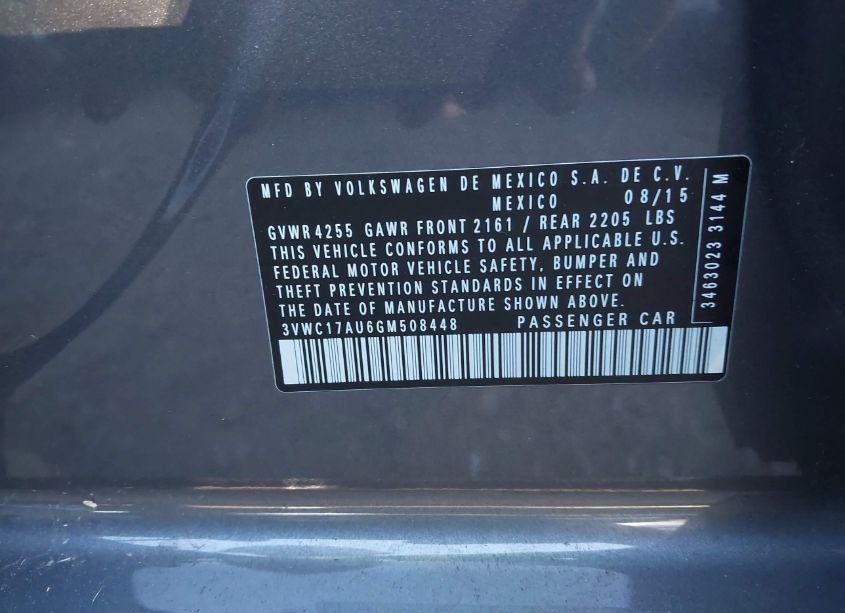 MFD BY VOLKSWAGEN DE MEXICO S.A. DE C.V.
MEXICO 08/15
GVWR 4255 GAWR FRONT 2161 / REAR 2205 LBS
THIS VEHICLE CONFORMS TO ALL APPLICABLE U.S.
FEDERAL MOTOR VEHICLE SAFETY, BUMPER AND
THEFT PREVENTION STANDARDS IN EFFECT ON
THE DATE OF MANUFACTURE SHOWN ABOVE.
3VWC17AU6GM508448 PASSENGER CAR
3463023 3144 M